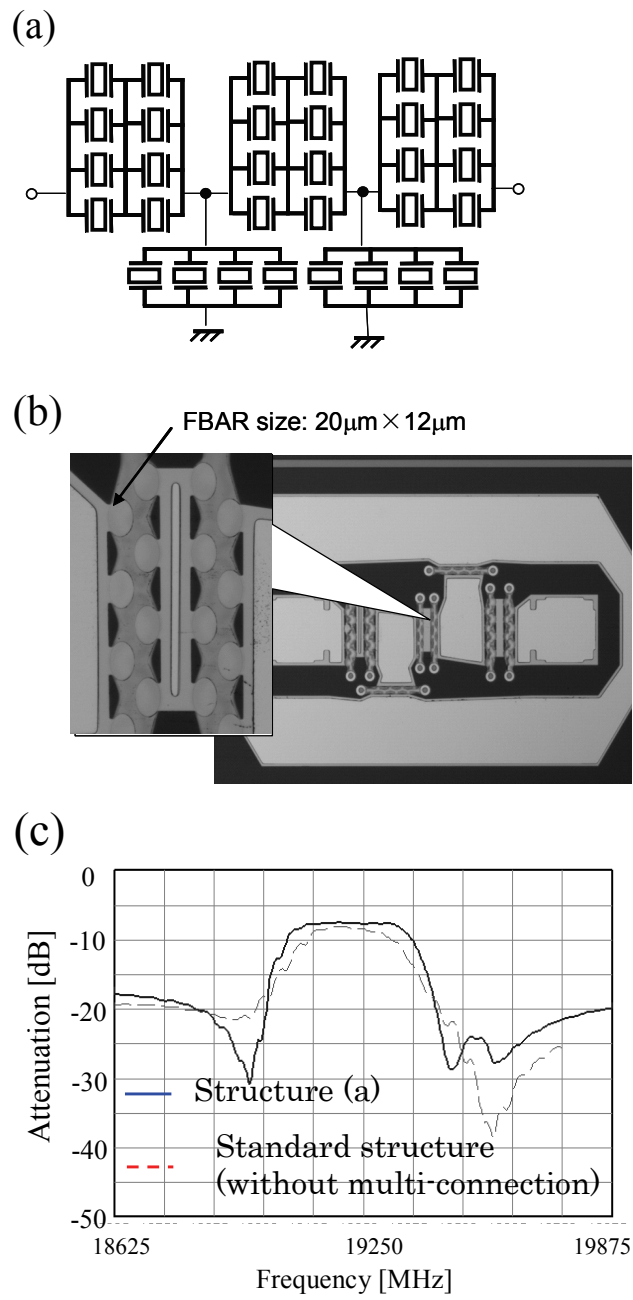 (a)
(b)
FBAR size: 20μm×12μm
(c)
0
-10
-20
-30
-40
-50
Attenuation [dB]
Structure (a)
Standard structure
(without multi-connection)
18625
19250
19875
Frequency [MHz]